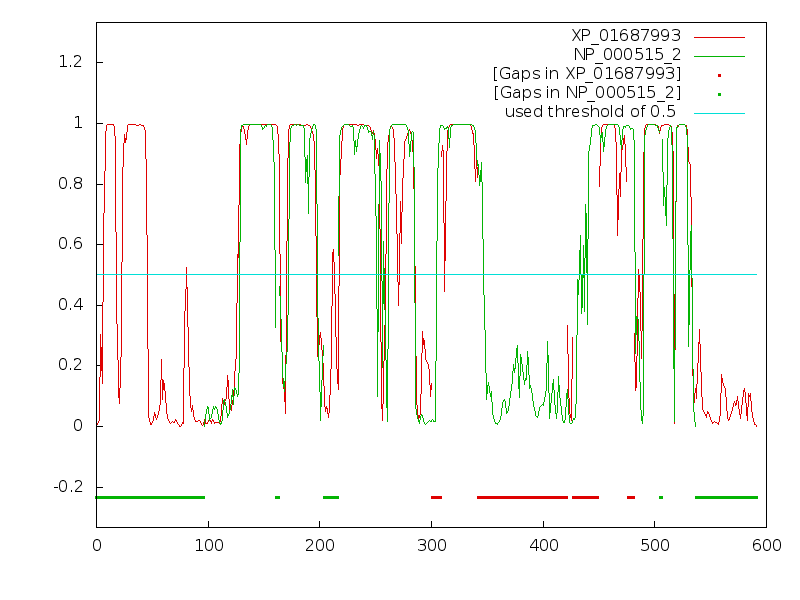 XP_01687993
NP_000515_2
[Gaps in XP_01687993]
[Gaps in NP_000515_2]
used threshold of 0.5
1.2
1
0.8
0.6
0.4
0.2
0
-0.2
0 100 200 300 400 500 600